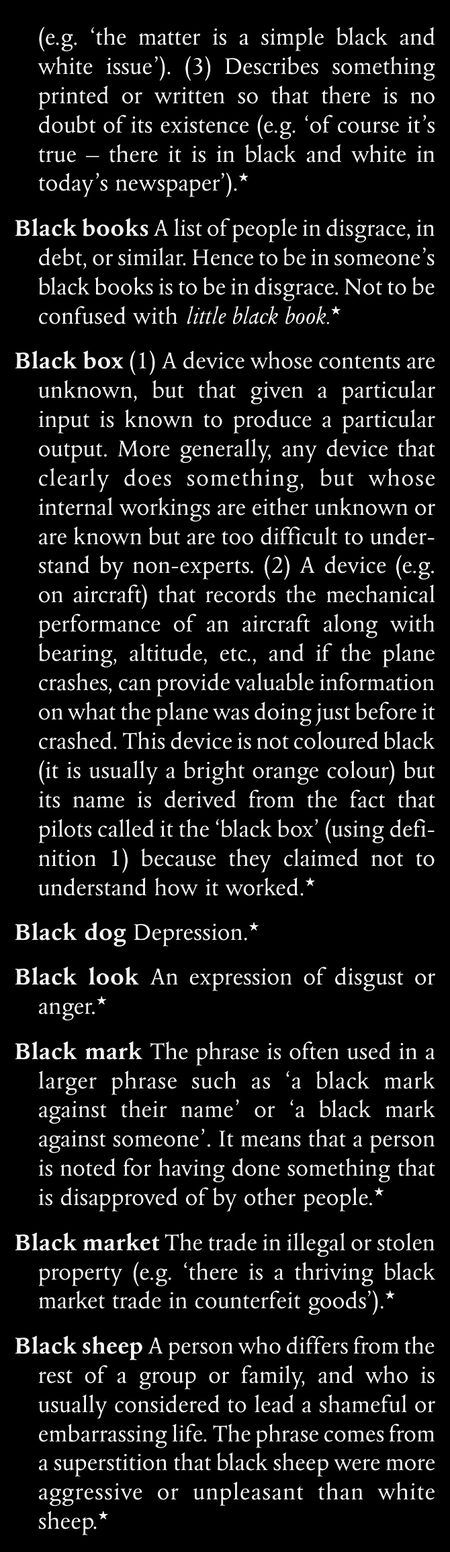 (e.g. ‘the matter is a simple black and
white issue’). (3) Describes something
printed or written so that there is no
doubt of its existence (e.g. ‘of course it’s
true – there it is in black and white in
today’s newspaper’).★
Black books A list of people in disgrace, in
debt, or similar. Hence to be in someone’s
black books is to be in disgrace. Not to be
confused with little black book.★
Black box (1) A device whose contents are
unknown, but that given a particular
input is known to produce a particular
output. More generally, any device that
clearly does something, but whose
internal workings are either unknown or
are known but are too difficult to under-
stand by non-experts. (2) A device (e.g.
on aircraft) that records the mechanical
performance of an aircraft along with
bearing, altitude, etc., and if the plane
crashes, can provide valuable information
on what the plane was doing just before it
crashed. This device is not coloured black
(it is usually a bright orange colour) but
its name is derived from the fact that
pilots called it the ‘black box’ (using defi-
nition 1) because they claimed not to
understand how it worked.★
Black dog Depression.★
Black look An expression of disgust or
anger.★
Black mark The phrase is often used in a
larger phrase such as ‘a black mark
against their name’ or ‘a black mark
against someone’. It means that a person
is noted for having done something that
is disapproved of by other people.★
Black market The trade in illegal or stolen
property (e.g. ‘there is a thriving black
market trade in counterfeit goods’).★
Black sheep A person who differs from the
rest of a group or family, and who is
usually considered to lead a shameful or
embarrassing life. The phrase comes from
a superstition that black sheep were more
aggressive or unpleasant than white
sheep.★